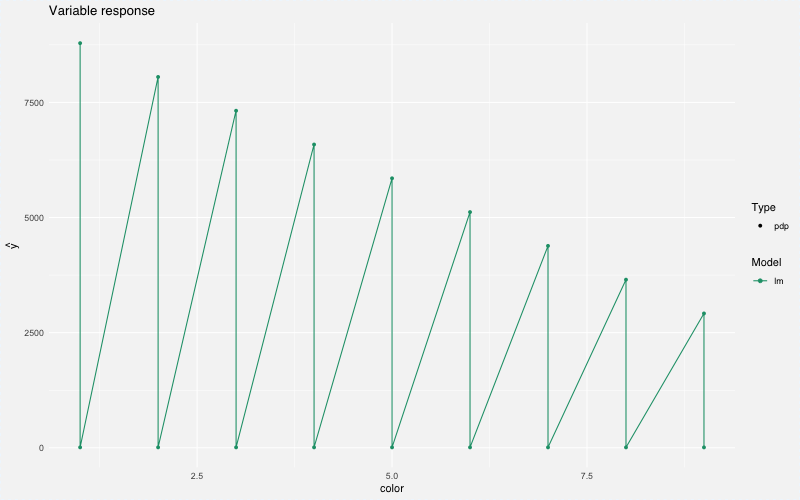 Variable response
7500
5000
2500
0
ŷ
2.5 5.0 7.5
color
Type
pdp
Model
lm